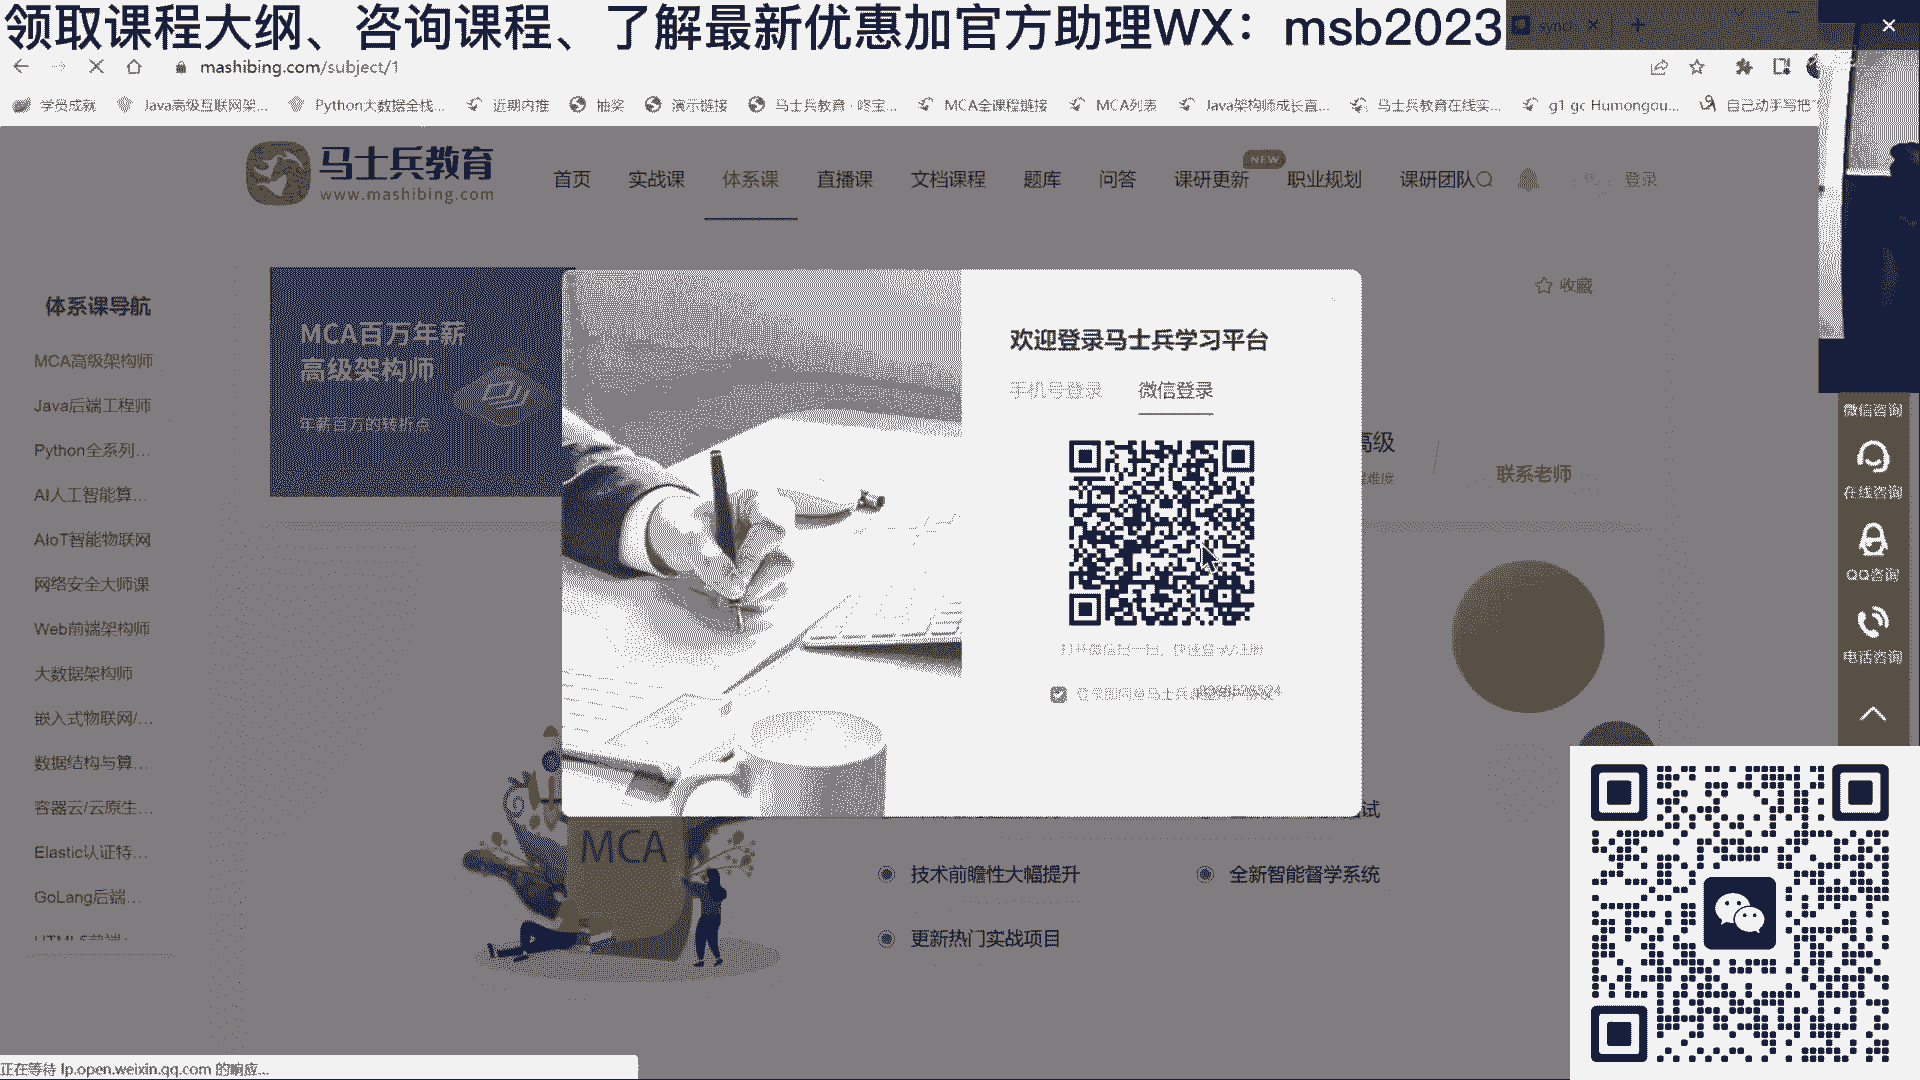 领取课程大纲、咨询课程、了解最新优惠加官方助理WX：msb2023
mashibing.com/subject/1
学员成就
Java高级互联网架...
Python大数据全栈...
近期内推
抽奖
演示链接
马士兵教育 - 咚宝...
MCA全课程链接
MCA列表
Java架构师成长直...
马士兵教育在线实...
g1 gc Humongou...
自己动手写把"
马士兵教育
www.mashibing.com
首页
实战课
体系课
直播课
文档课程
题库
问答
课研更新
NEW
职业规划
课研团队
登录
体系课导航
MCA高级架构师
Java后端工程师
Python全系列...
AI人工智能算...
AIoT智能物联网
网络安全大师课
Web前端架构师
大数据架构师
嵌入式物联网/...
数据结构与算...
容器云/云原生...
Elastic认证特...
GoLang后端...
MCA百万年薪
高级架构师
年薪百万的转折点
收藏
欢迎登录马士兵学习平台
手机号登录
微信登录
打开微信扫一扫，快速登录/注册
高级
联系老师
微信咨询
在线咨询
QQ咨询
电话咨询
MCA
试
技术前瞻性大幅提升
全新智能督学系统
更新热门实战项目
正在等待 lp.open.weixin.qq.com 的响应...